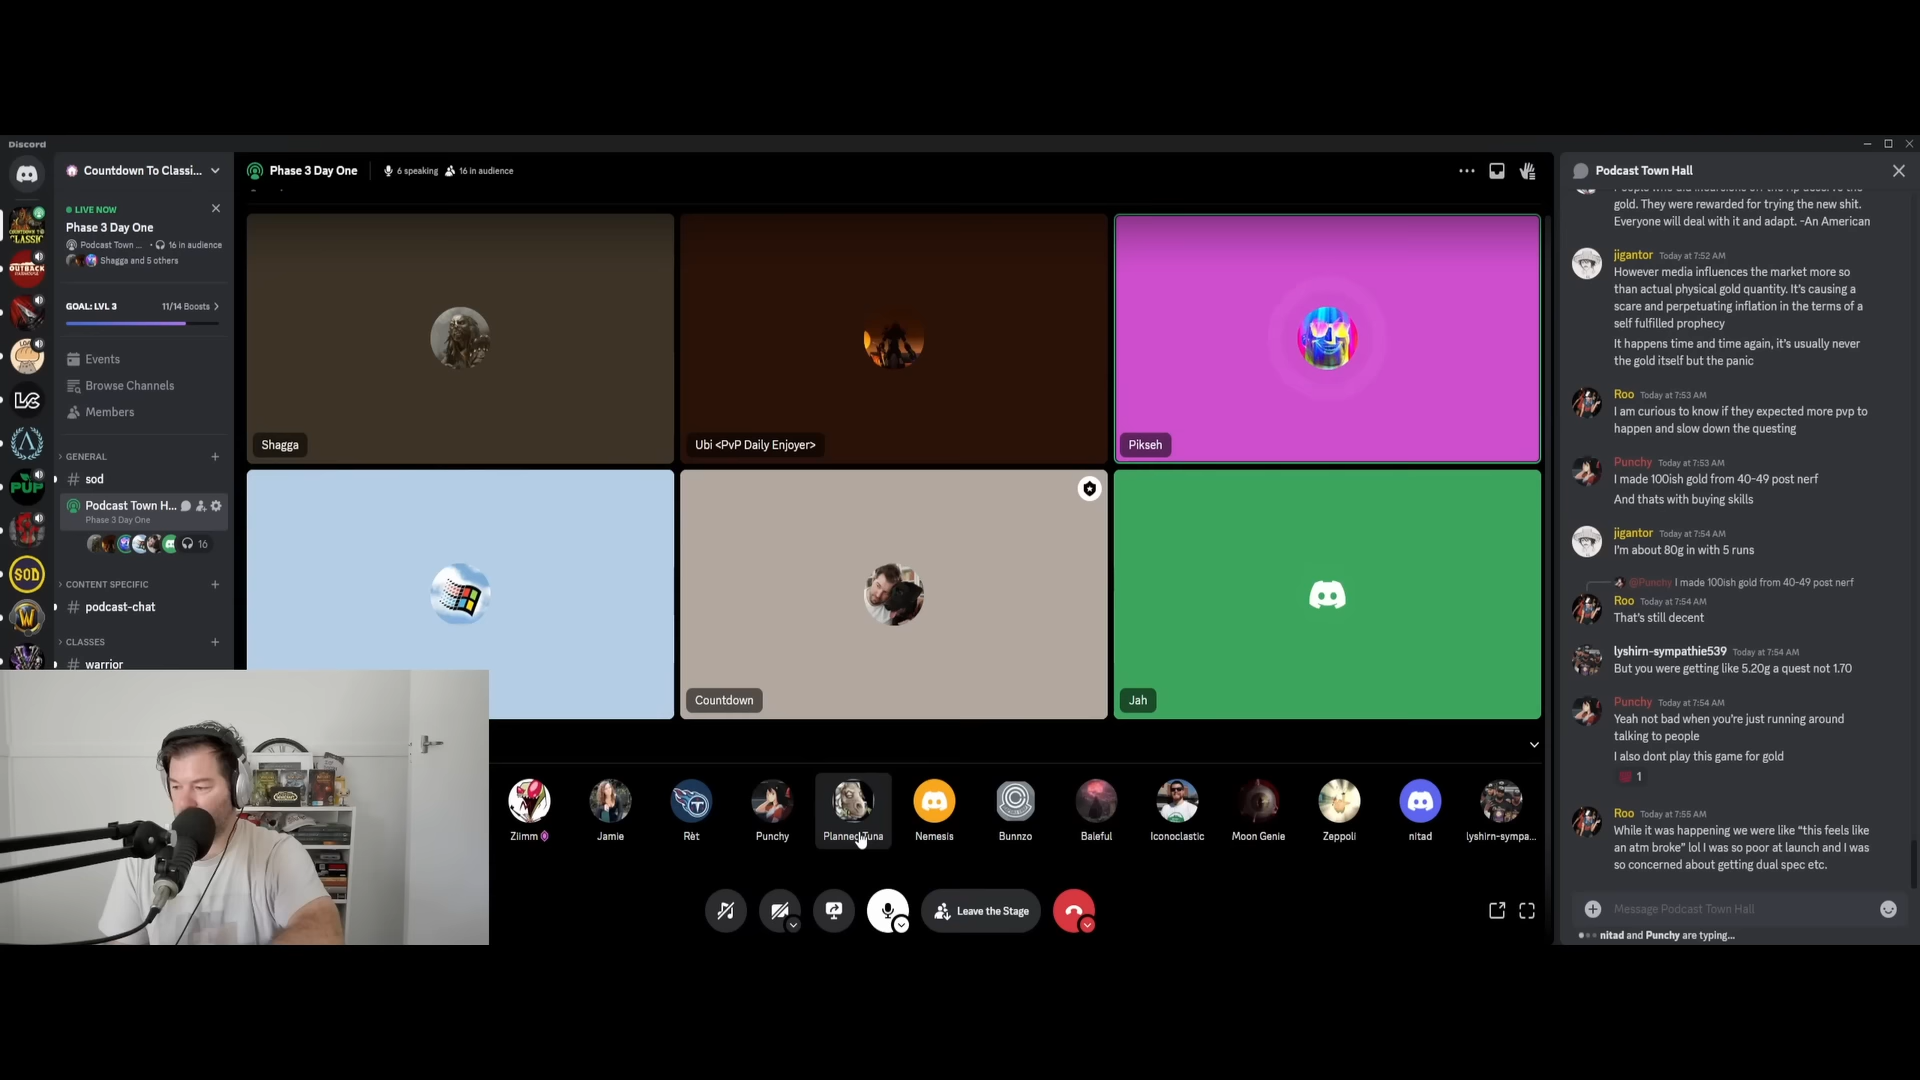 Discord
Countdown To Classi...
LIVE NOW
Phase 3 Day One
Podcast Town ... • 16 in audience
Shagga and 5 others
GOAL: LVL 3 11/14 Boosts
Events
Browse Channels
Members
GENERAL
sod
Podcast Town H...
Phase 3 Day One
16
CONTENT SPECIFIC
podcast-chat
CLASSES
warrior
COUNTDOWN TO
CLASSIC
OUTBACK
PUP
SOD
Phase 3 Day One 6 speaking 16 in audience
Shagga
Ubi <PvP Daily Enjoyer>
Pikseh
Countdown
Jah
Ziimm
Jamie
Rèt
Punchy
PlannedTuna
Nemesis
Bunnzo
Baleful
Iconoclastic
Moon Genie
Zeppoli
nitad
lyshirn-sympa...
Leave the Stage
Podcast Town Hall
gold. They were rewarded for trying the new shit.
Everyone will deal with it and adapt. -An American
jigantor Today at 7:52 AM
However media influences the market more so
than actual physical gold quantity. It's causing a
scare and perpetuating inflation in the terms of a
self fulfilled prophecy
It happens time and time again, it's usually never
the gold itself but the panic
Roo Today at 7:53 AM
I am curious to know if they expected more pvp to
happen and slow down the questing
Punchy Today at 7:53 AM
I made 100ish gold from 40-49 post nerf
And thats with buying skills
jigantor Today at 7:54 AM
I'm about 80g in with 5 runs
@Punchy I made 100ish gold from 40-49 post nerf
Roo Today at 7:54 AM
That's still decent
lyshirn-sympathie539 Today at 7:54 AM
But you were getting like 5.20g a quest not 1.70
Punchy Today at 7:54 AM
Yeah not bad when you're just running around
talking to people
I also dont play this game for gold
1
Roo Today at 7:55 AM
While it was happening we were like "this feels like
an atm broke" lol I was so poor at launch and I was
so concerned about getting dual spec etc.
Message Podcast Town Hall
nitad and Punchy are typing...